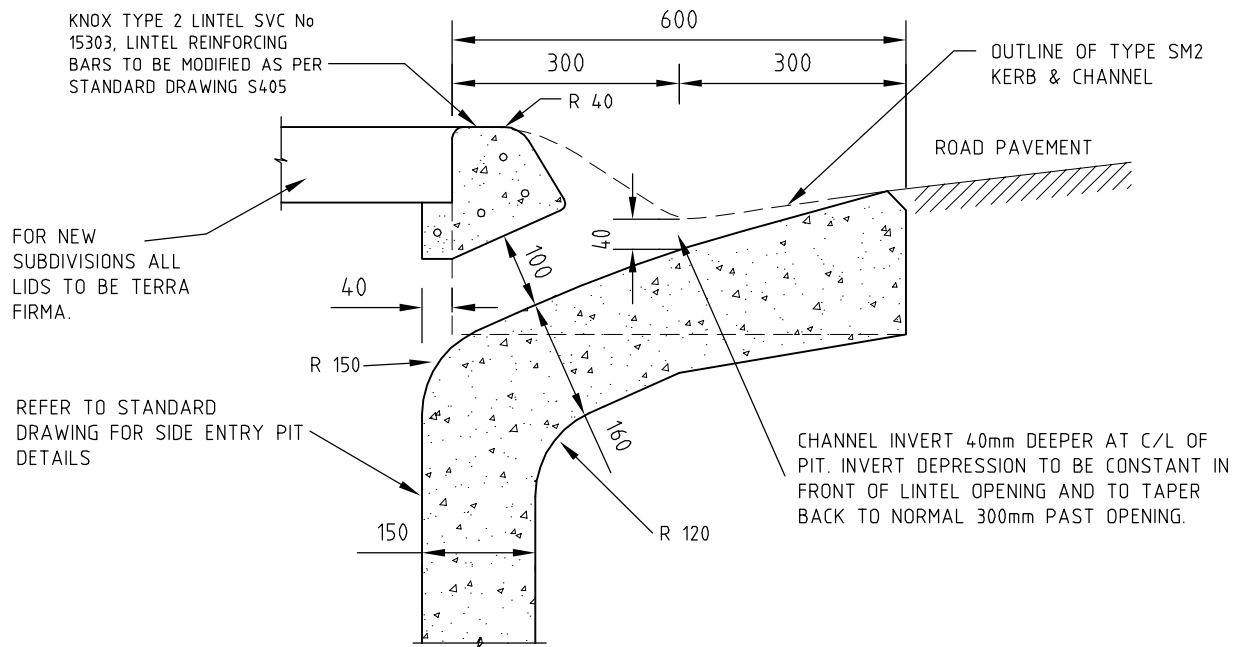 KNOX TYPE 2 LINTEL SVC No
15303, LINTEL REINFORCING
BARS TO BE MODIFIED AS PER
STANDARD DRAWING S405
600
300
300
R 40
OUTLINE OF TYPE SM2
KERB & CHANNEL
ROAD PAVEMENT
FOR NEW
SUBDIVISIONS ALL
LIDS TO BE TERRA
FIRMA.
40
100
40
R 150
REFER TO STANDARD
DRAWING FOR SIDE ENTRY PIT
DETAILS
160
CHANNEL INVERT 40mm DEEPER AT C/L OF
PIT. INVERT DEPRESSION TO BE CONSTANT IN
FRONT OF LINTEL OPENING AND TO TAPER
BACK TO NORMAL 300mm PAST OPENING.
150
R 120